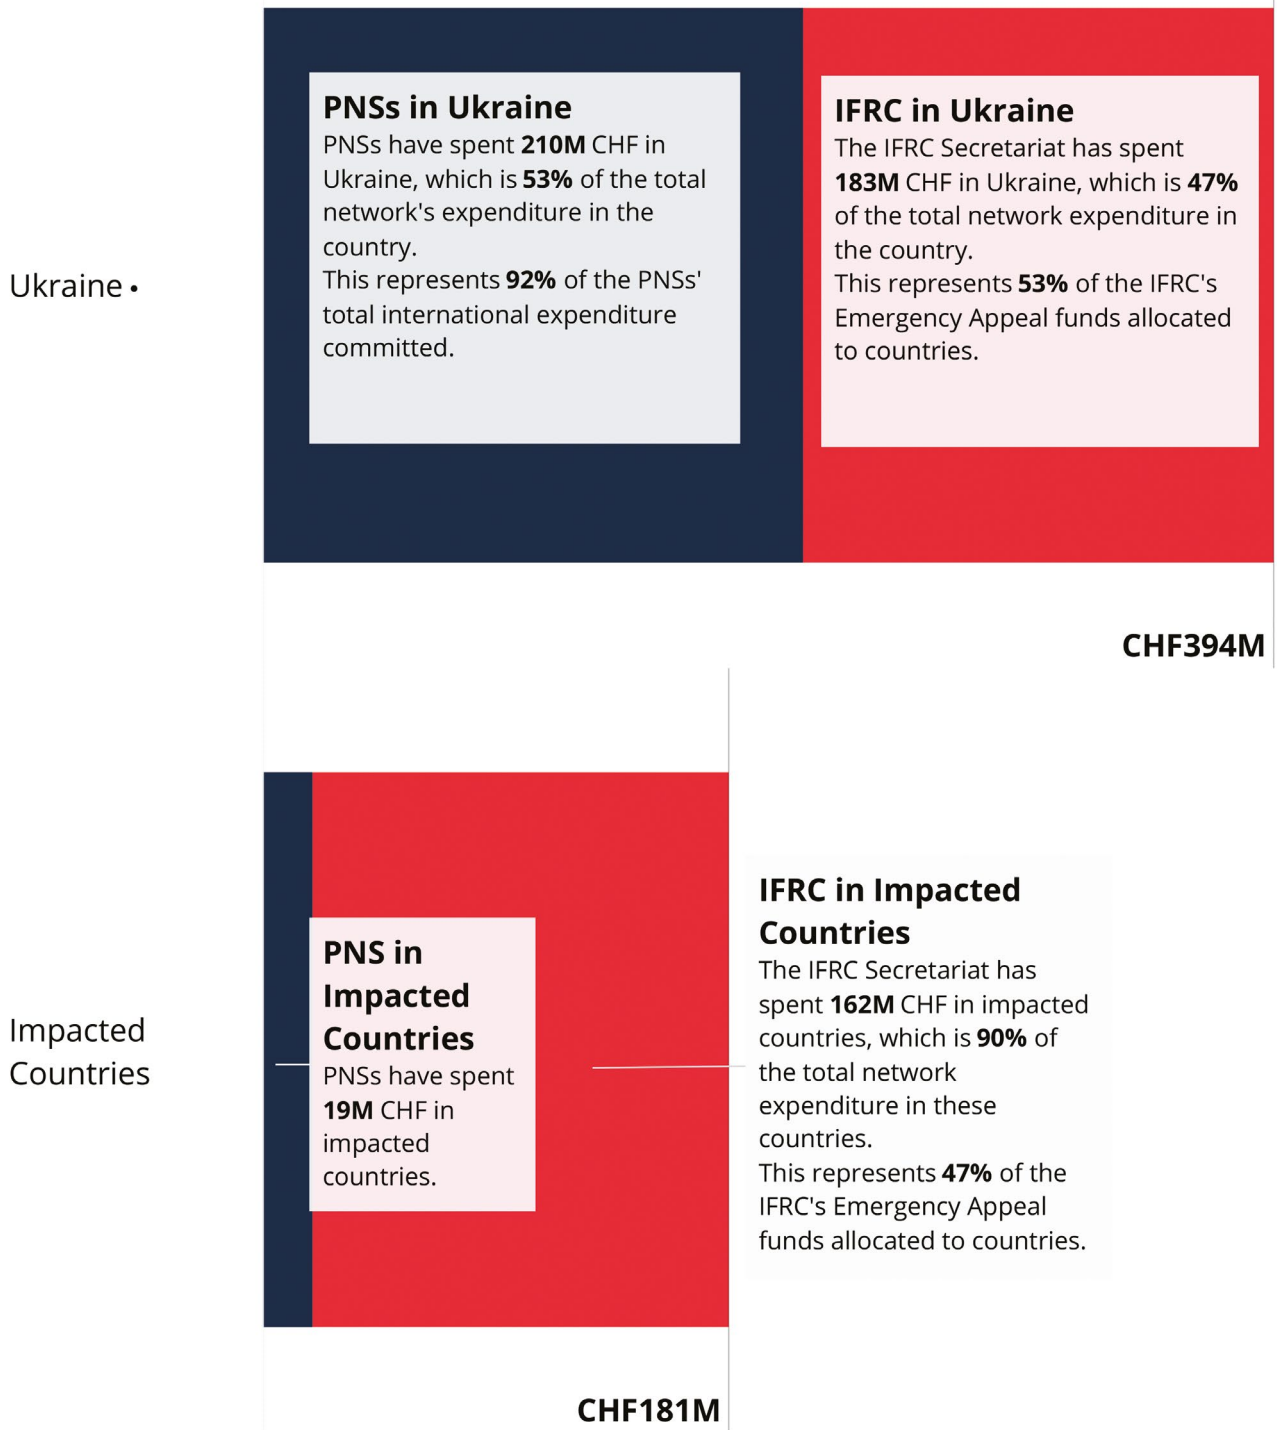 PNSs in Ukraine
PNSs have spent 210M CHF in
Ukraine, which is 53% of the total
network's expenditure in the
country.
This represents 92% of the PNSs'
total international expenditure
committed.
IFRC in Ukraine
The IFRC Secretariat has spent
183M CHF in Ukraine, which is 47%
of the total network expenditure in
the country.
This represents 53% of the IFRC's
Emergency Appeal funds allocated
to countries.
Ukraine •
CHF394M
PNS in
Impacted
Countries
PNSs have spent
19M CHF in
impacted
countries.
IFRC in Impacted
Countries
The IFRC Secretariat has
spent 162M CHF in impacted
countries, which is 90% of
the total network
expenditure in these
countries.
This represents 47% of the
IFRC's Emergency Appeal
funds allocated to countries.
Impacted
Countries
CHF181M